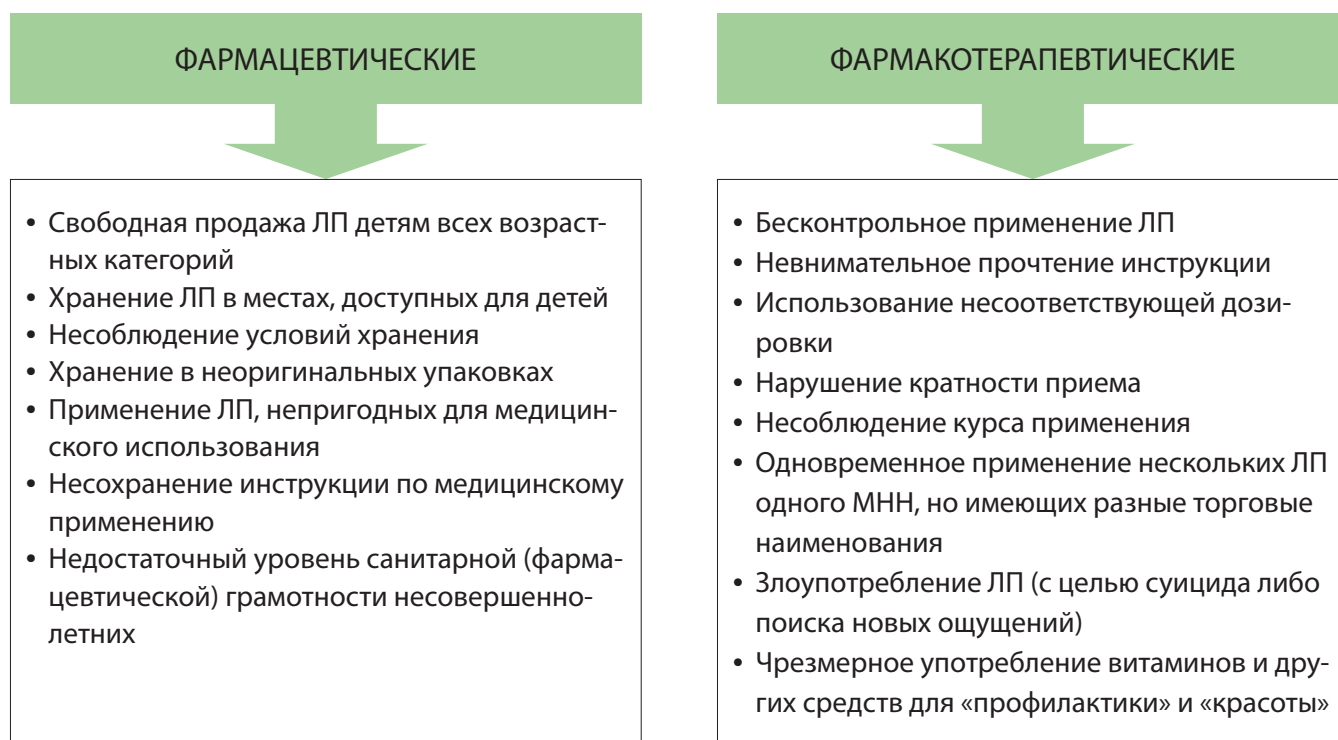 ФАРМАЦЕВТИЧЕСКИЕ
• Свободная продажа ЛП детям всех возраст-
ных категорий
• Хранение ЛП в местах, доступных для детей
• Несоблюдение условий хранения
• Хранение в неоригинальных упаковках
• Применение ЛП, непригодных для медицин-
ского использования
• Несохранение инструкции по медицинскому
применению
• Недостаточный уровень санитарной (фарма-
цевтической) грамотности несовершенно-
летних
ФАРМАКОТЕРАПЕВТИЧЕСКИЕ
• Бесконтрольное применение ЛП
• Невнимательное прочтение инструкции
• Использование несоответствующей дози-
ровки
• Нарушение кратности приема
• Несоблюдение курса применения
• Одновременное применение нескольких ЛП
одного МНН, но имеющих разные торговые
наименования
• Злоупотребление ЛП (с целью суицида либо
поиска новых ощущений)
• Чрезмерное употребление витаминов и дру-
гих средств для «профилактики» и «красоты»